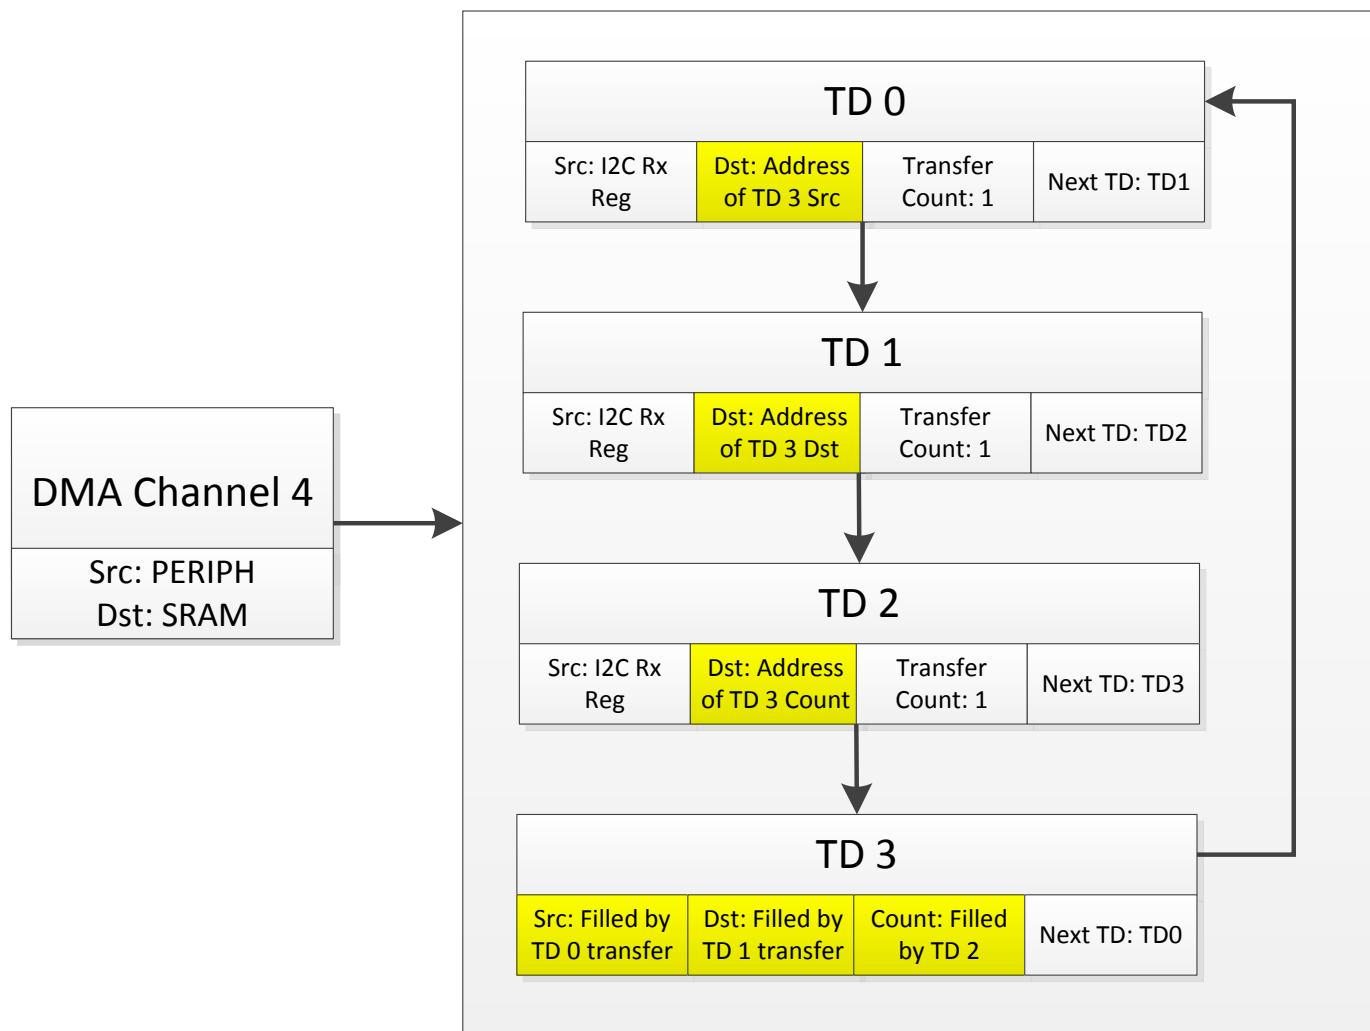 TD 0
Src: I2C Rx
Reg
Dst: Address
of TD 3 Src
Transfer
Count: 1
Next TD: TD1
TD 1
Src: I2C Rx
Reg
Dst: Address
of TD 3 Dst
Transfer
Count: 1
Next TD: TD2
DMA Channel 4
Src: PERIPH
Dst: SRAM
TD 2
Src: I2C Rx
Reg
Dst: Address
of TD 3 Count
Transfer
Count: 1
Next TD: TD3
TD 3
Src: Filled by
TD 0 transfer
Dst: Filled by
TD 1 transfer
Count: Filled
by TD 2
Next TD: TD0